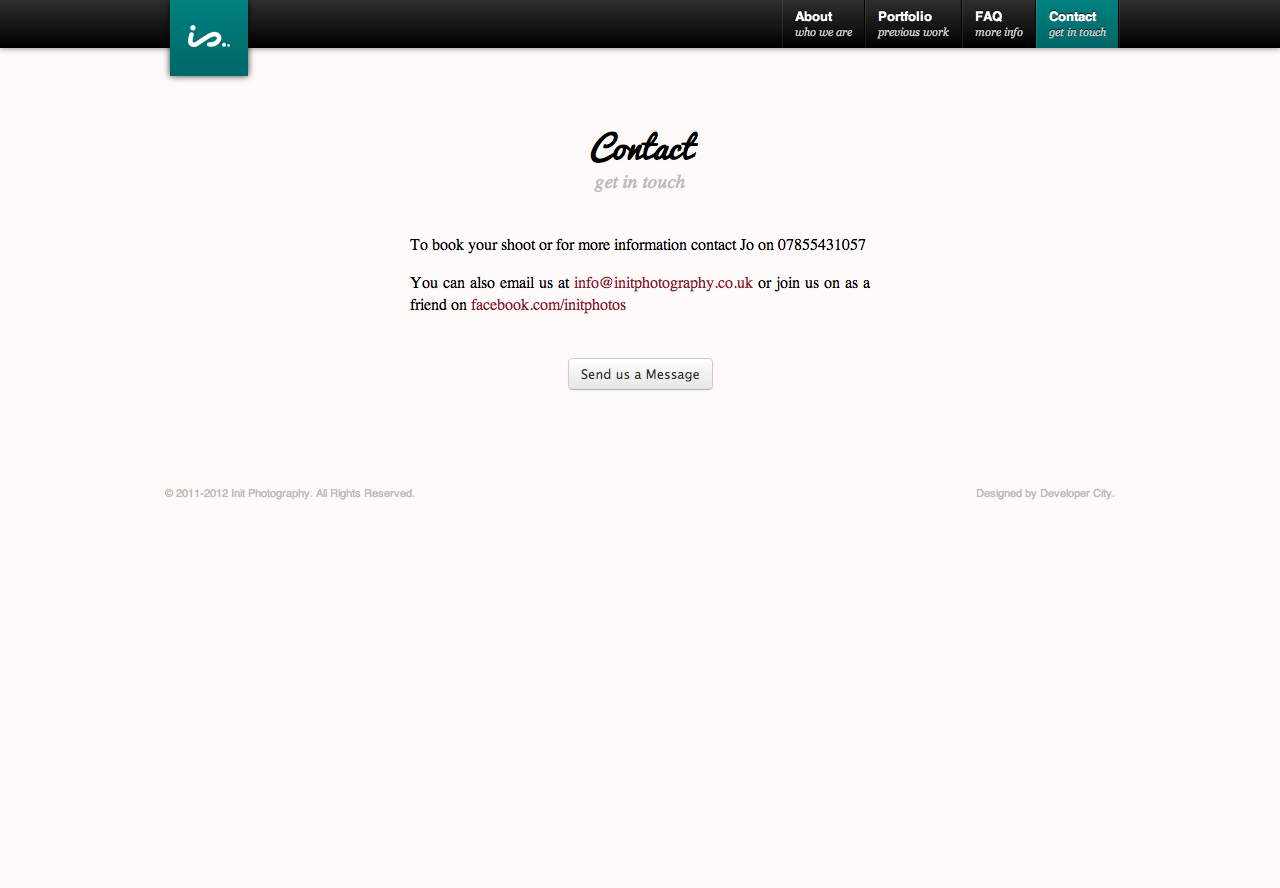 is..
About
who we are
Portfolio
previous work
FAQ
more info
Contact
get in touch
Contact
get in touch
To book your shoot or for more information contact Jo on 07855431057
You can also email us at info@initphotography.co.uk or join us on as a
friend on facebook.com/initphotos
Send us a Message
© 2011-2012 Init Photography. All Rights Reserved.
Designed by Developer City.